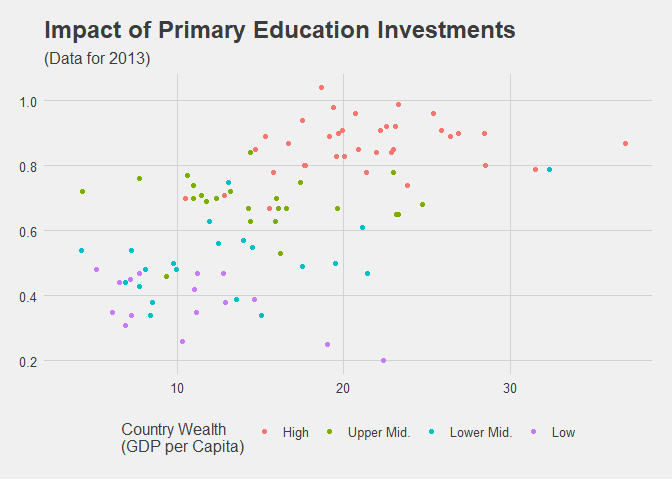 Impact of Primary Education Investments
(Data for 2013)
1.0
0.8
0.6
0.4
0.2
10 20 30
Country Wealth
(GDP per Capita)
High Upper Mid. Lower Mid. Low